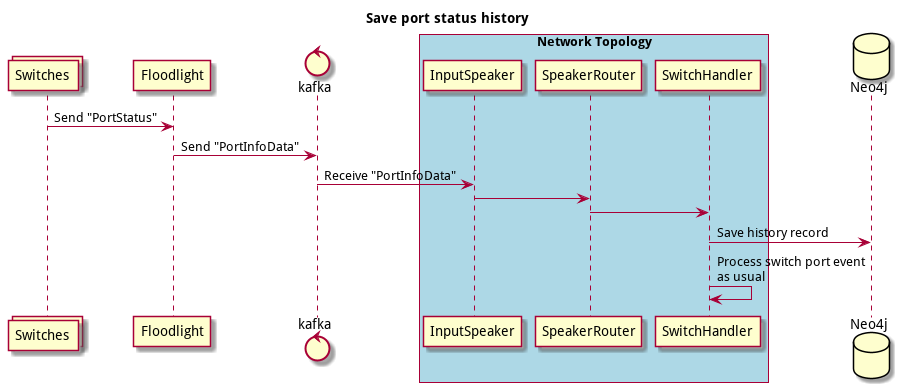 Save port status history
Network Topology
Switches
Floodlight
kafka
InputSpeaker
SpeakerRouter
SwitchHandler
Neo4j
Send "PortStatus"
Send "PortInfoData"
Receive "PortInfoData"
Save history record
Process switch port event
as usual
Switches
Floodlight
kafka
InputSpeaker
SpeakerRouter
SwitchHandler
Neo4j